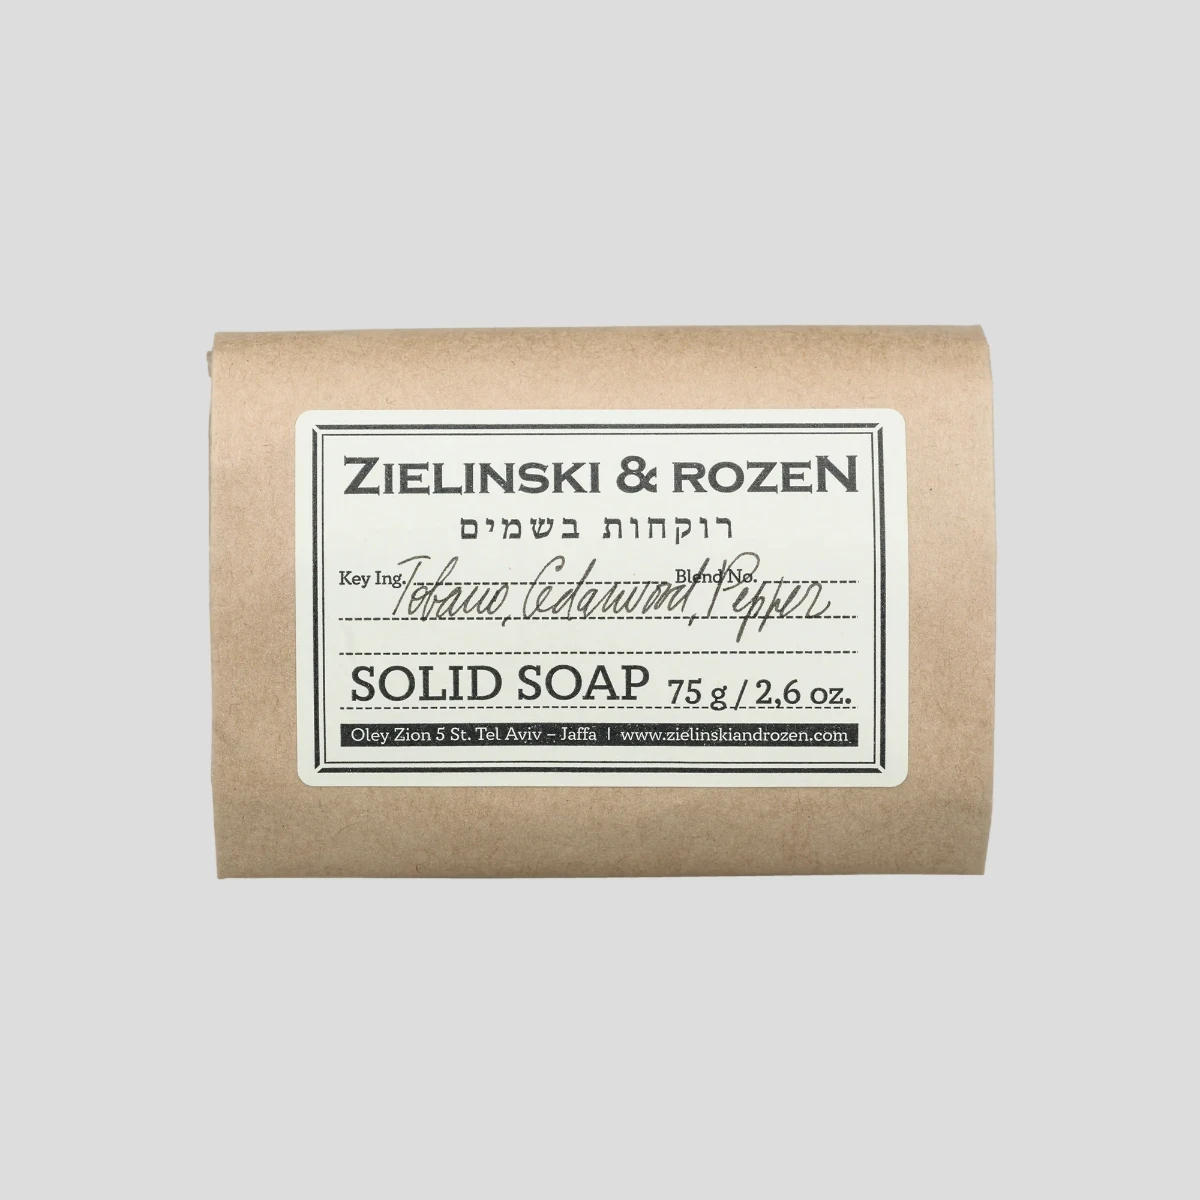 ZIELINSKI & ROZEN
רוקחות בשמים
Key Ing. Blend No.
Tobacco, Cedarwood, Pepper
SOLID SOAP 75 g / 2,6 oz.
Oley Zion 5 St. Tel Aviv – Jaffa | www.zielinskiandrozen.com